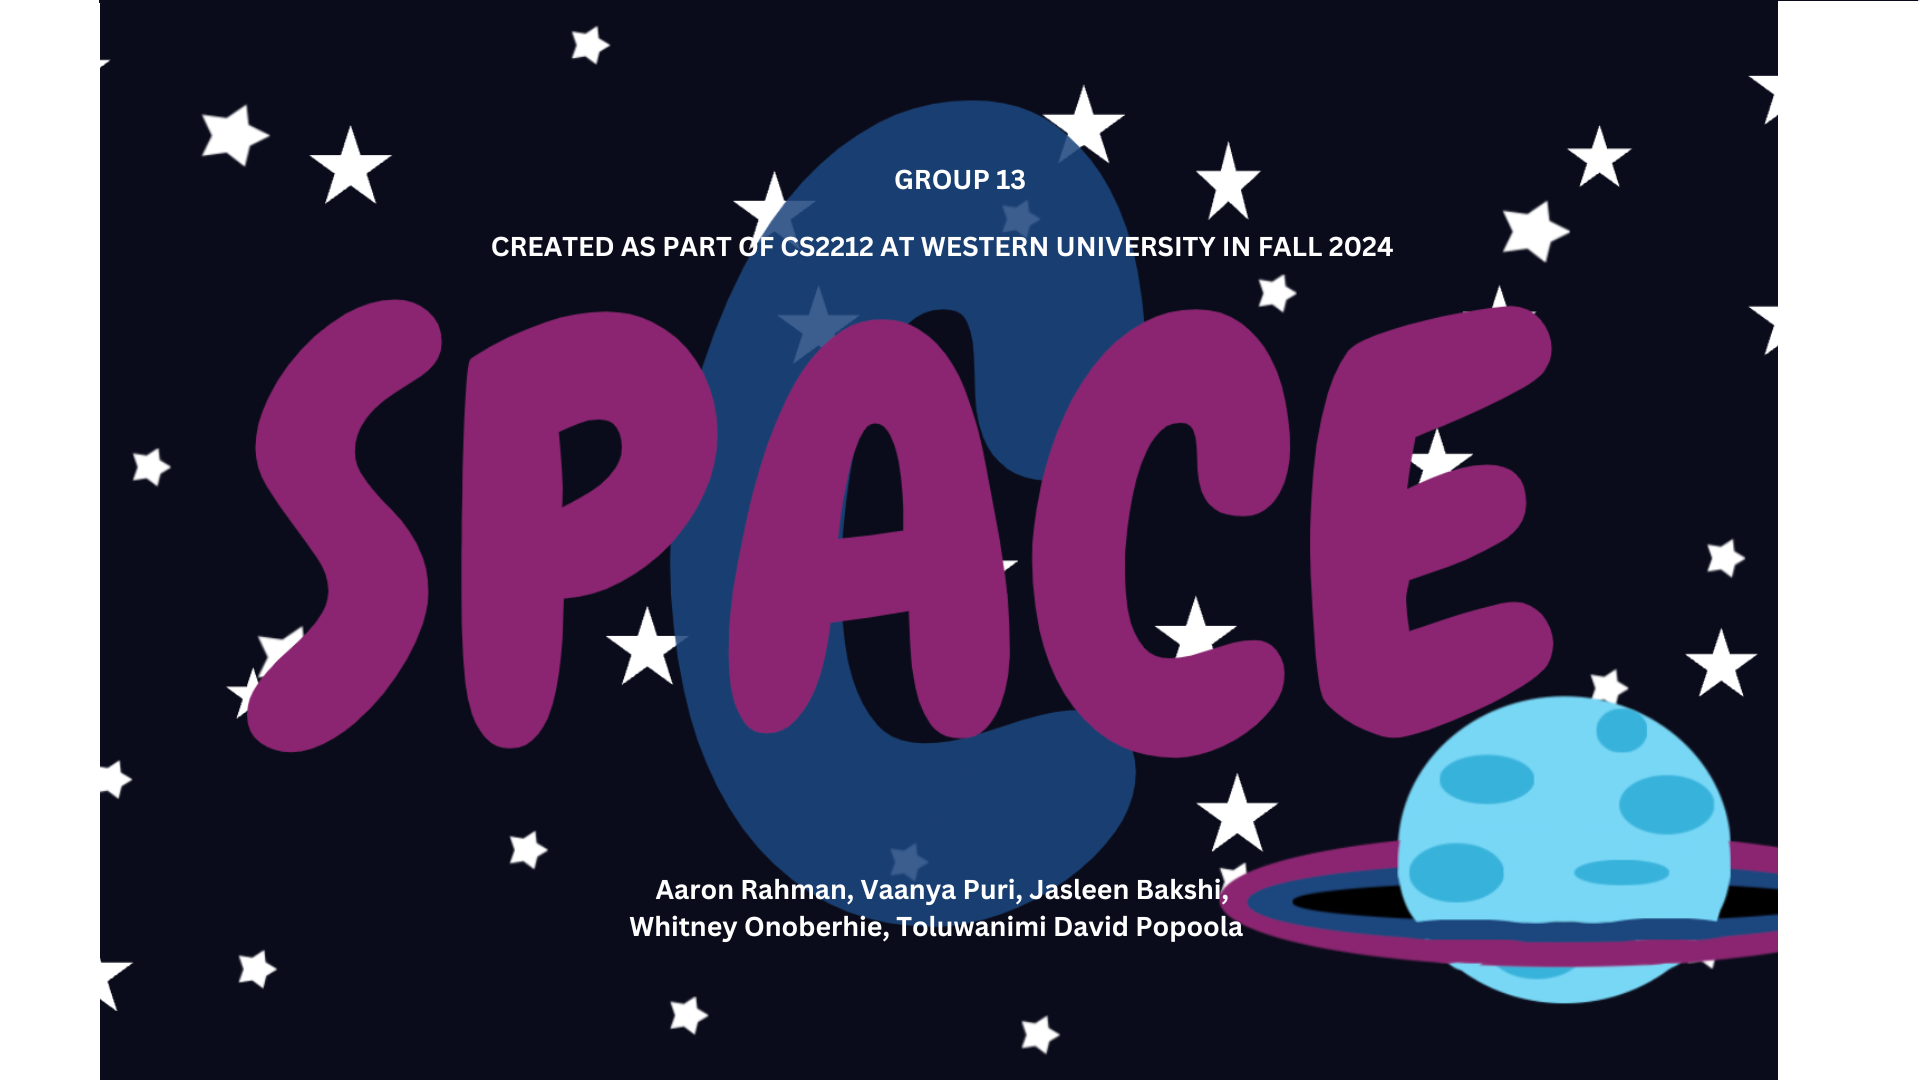 GROUP 13
CREATED AS PART OF CS2212 AT WESTERN UNIVERSITY IN FALL 2024
C
SPACE
Aaron Rahman, Vaanya Puri, Jasleen Bakshi,
Whitney Onoberhie, Toluwanimi David Popoola